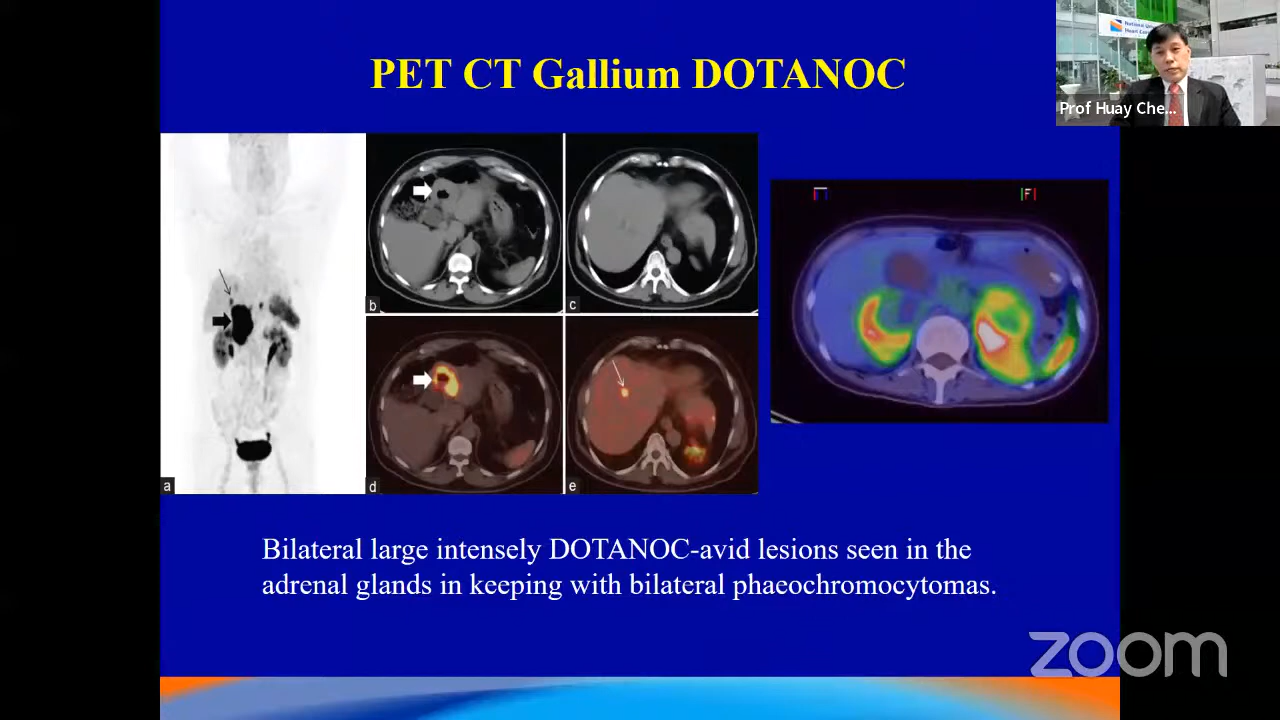 PET CT Gallium DOTANOC
Prof Huay Che...
a
b
c
d
e
F
Bilateral large intensely DOTANOC-avid lesions seen in the
adrenal glands in keeping with bilateral phaeochromocytomas.
zoom